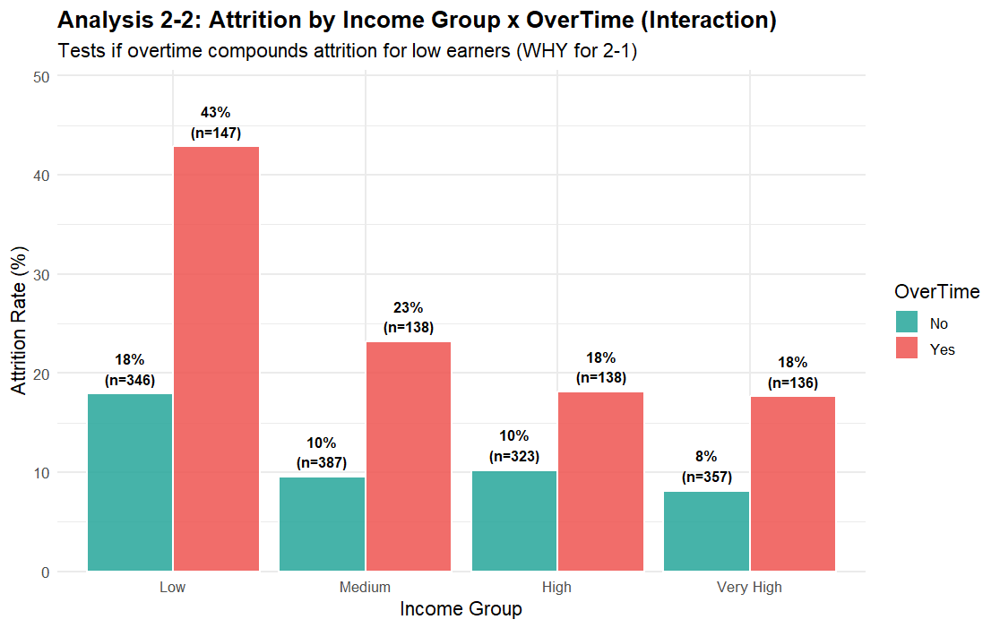 Analysis 2-2: Attrition by Income Group x OverTime (Interaction)
Tests if overtime compounds attrition for low earners (WHY for 2-1)
Attrition Rate (%)
50
40
30
20
10
0
18%
(n=346)
43%
(n=147)
10%
(n=387)
23%
(n=138)
10%
(n=323)
18%
(n=138)
8%
(n=357)
18%
(n=136)
Low
Medium
High
Very High
Income Group
OverTime
No
Yes